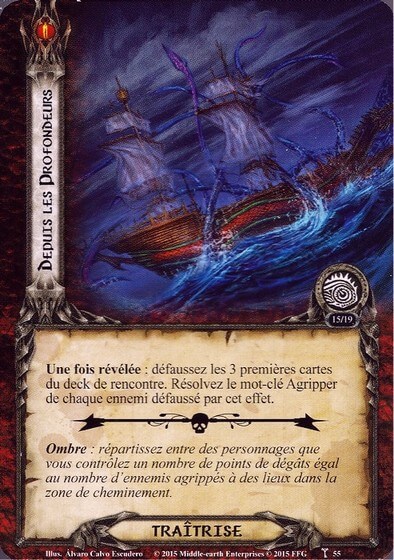 DEPUIS LES PROFONDEURS
15/19
Une fois révélée : défaussez les 3 premières cartes
du deck de rencontre. Résolvez le mot-clé Agripper
de chaque ennemi défaussé par cet effet.
Ombre : répartissez entre des personnages que
vous contrôlez un nombre de points de dégâts égal
au nombre d'ennemis agrippés à des lieux dans la
zone de cheminement.
TRAÎTRISE
Illus. Álvaro Calvo Escudero © 2015 Middle-earth Enterprises © 2015 FFG 55